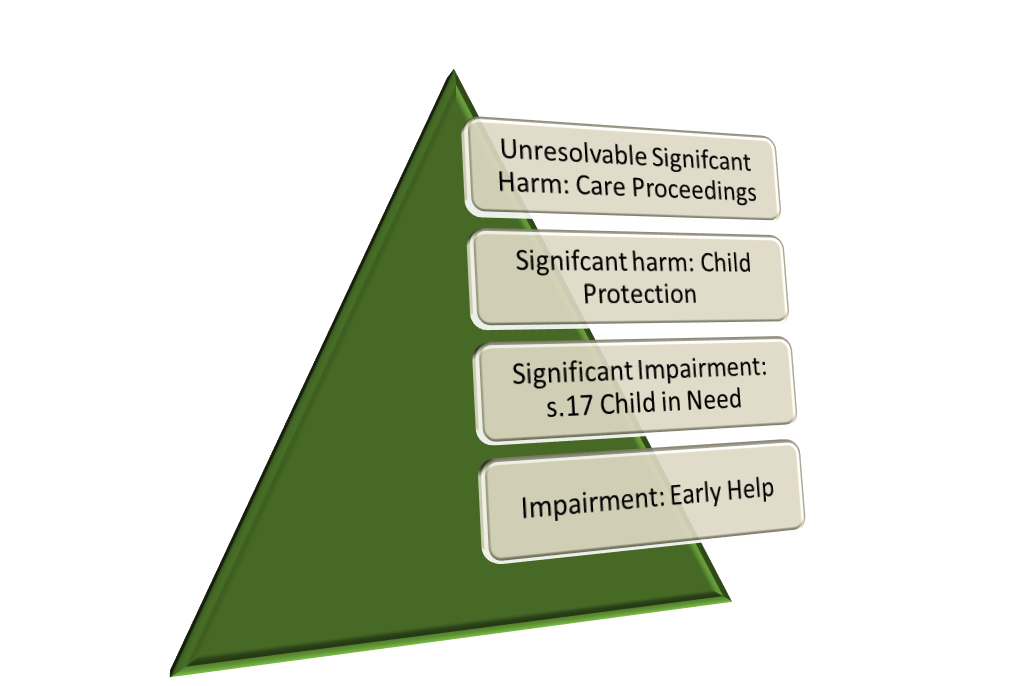 Unresolvable Signifcant
Harm: Care Proceedings
Signifcant harm: Child
Protection
Significant Impairment:
s.17 Child in Need
Impairment: Early Help